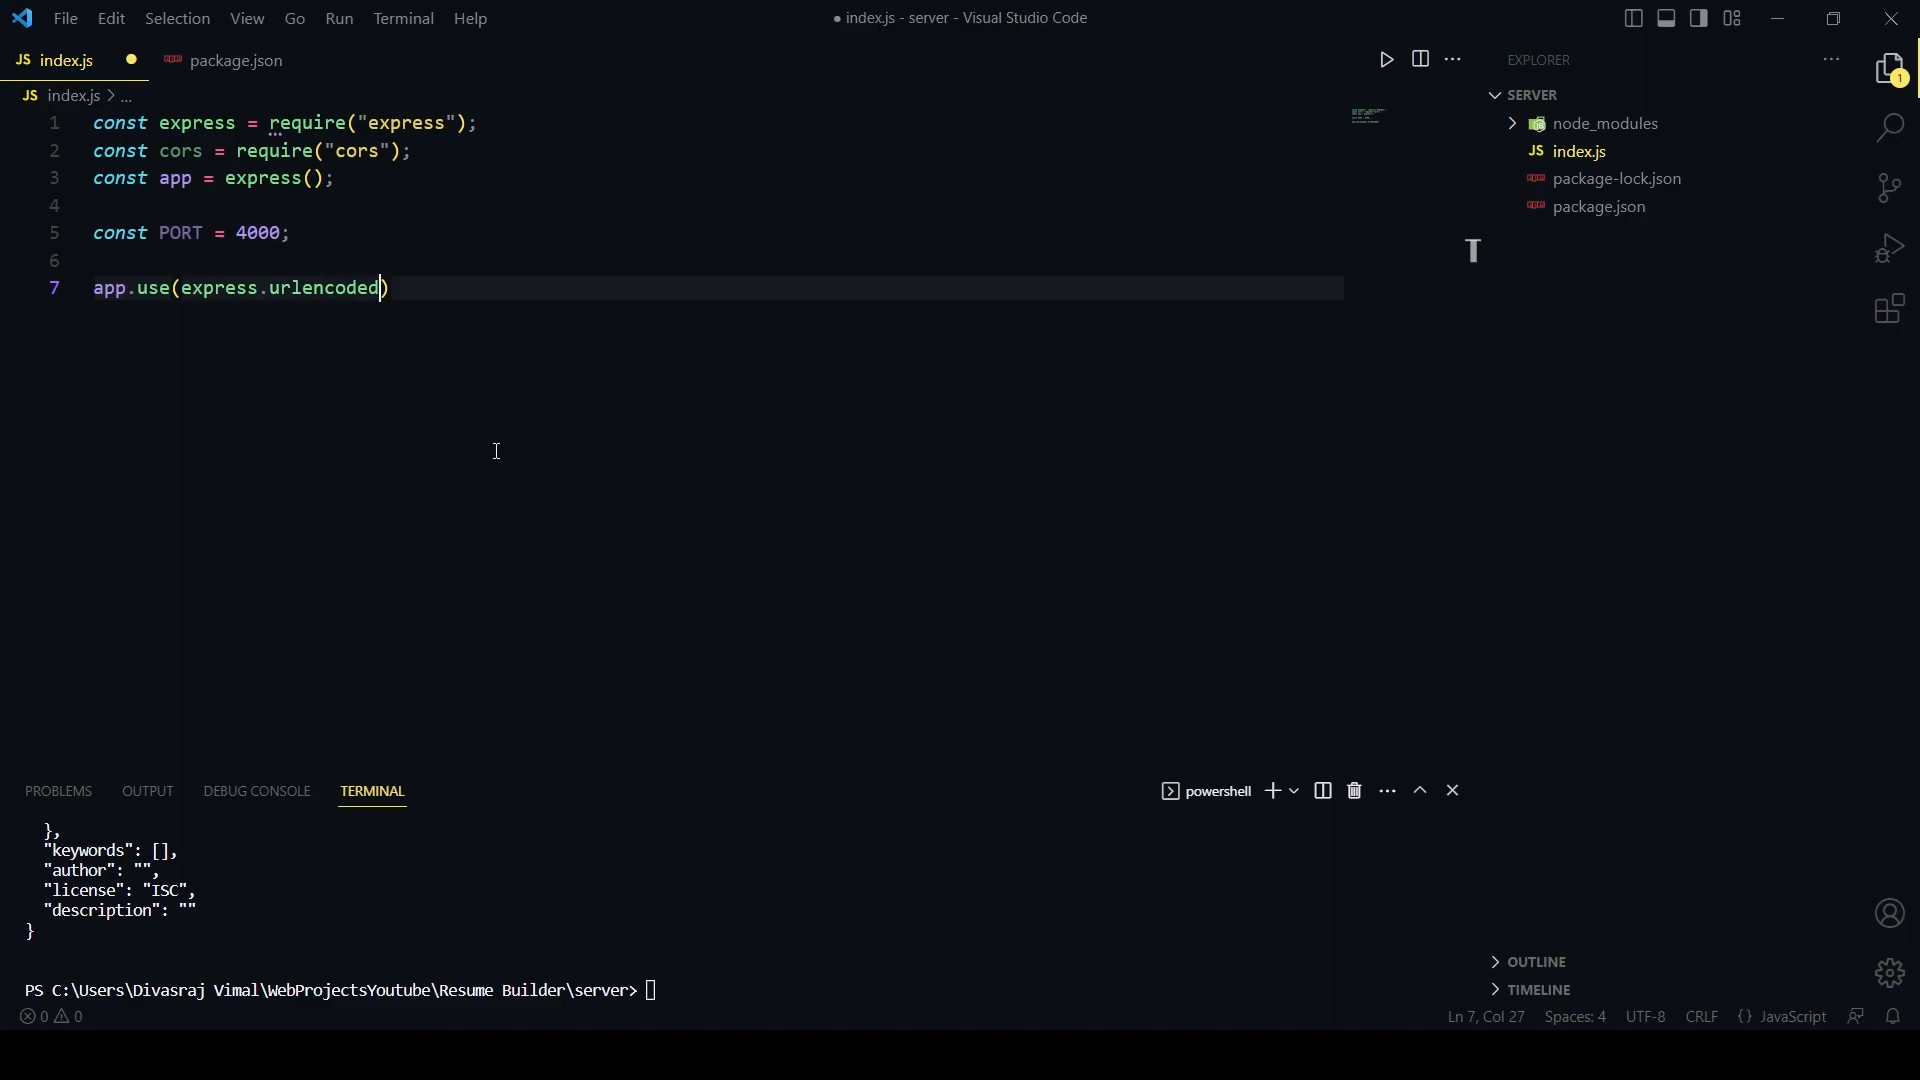 File Edit Selection View Go Run Terminal Help
● index.js - server - Visual Studio Code
JS index.js ● package.json
JS index.js > ...
1 const express = require("express");
2 const cors = require("cors");
3 const app = express();
4
5 const PORT = 4000;
6
7 app.use(express.urlencoded)
EXPLORER
SERVER
node_modules
JS index.js
package-lock.json
package.json
T
1
PROBLEMS OUTPUT DEBUG CONSOLE TERMINAL
powershell
},
"keywords": [],
"author": "",
"license": "ISC",
"description": ""
}
PS C:\Users\Divasraj Vimal\WebProjectsYoutube\Resume Builder\server>
OUTLINE
TIMELINE
0 0
Ln 7, Col 27 Spaces: 4 UTF-8 CRLF {} JavaScript